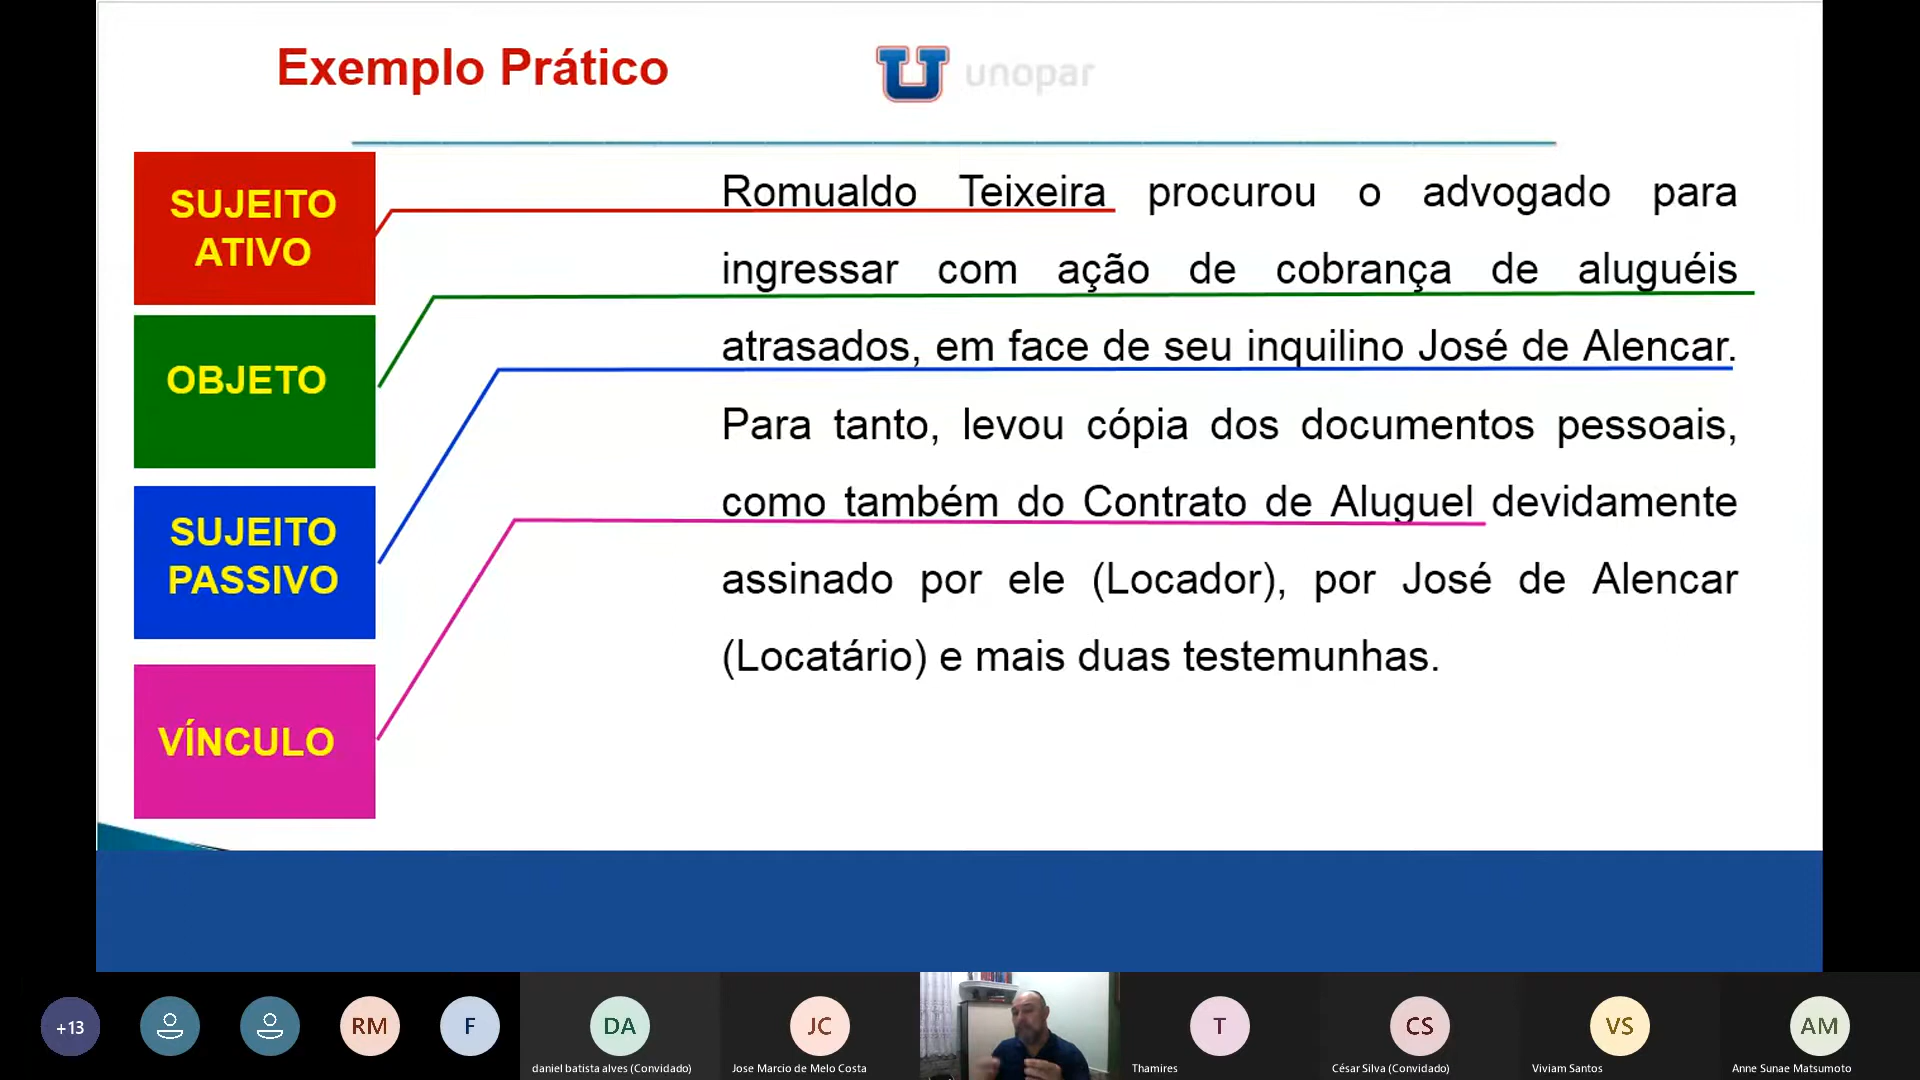 Exemplo Prático
unopar
SUJEITO
ATIVO
OBJETO
SUJEITO
PASSIVO
VÍNCULO
Romualdo Teixeira procurou o advogado para
ingressar com ação de cobrança de aluguéis
atrasados, em face de seu inquilino José de Alencar.
Para tanto, levou cópia dos documentos pessoais,
como também do Contrato de Aluguel devidamente
assinado por ele (Locador), por José de Alencar
(Locatário) e mais duas testemunhas.
+13
RM
F
DA
daniel batista alves (Convidado)
JC
Jose Marcio de Melo Costa
T
Thamires
CS
César Silva (Convidado)
VS
Viviam Santos
AM
Anne Sunae Matsumoto